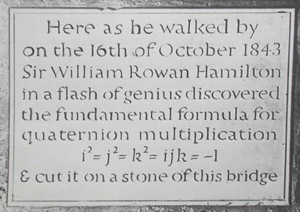 Here as he walked by
on the 16th of October 1843
Sir William Rowan Hamilton
in a flash of genius discovered
the fundamental formula for
quaternion multiplication
i² = j² = k² = ijk = −1
& cut it on a stone of this bridge